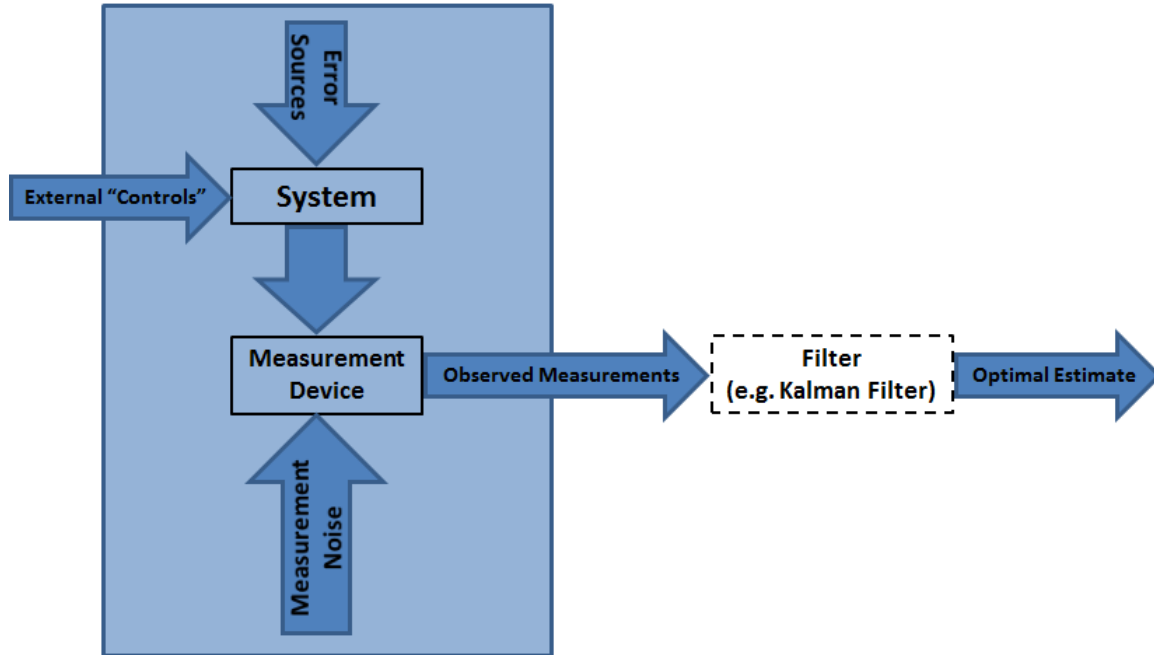 Error
Sources
External “Controls”
System
Measurement
Device
Observed Measurements
Filter
(e.g. Kalman Filter)
Optimal Estimate
Measurement
Noise